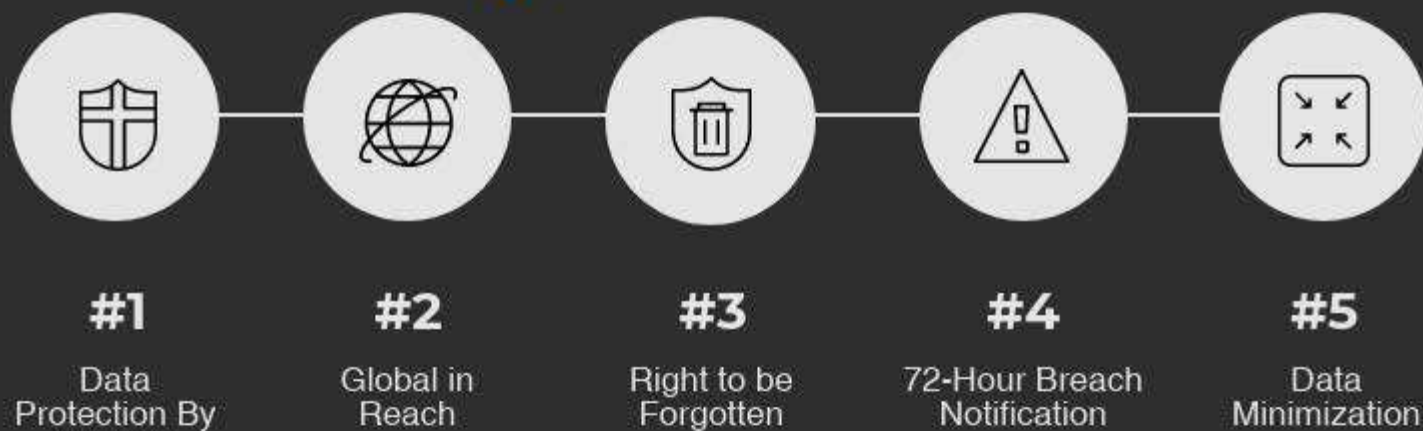 #1
Data
Protection By
#2
Global in
Reach
#3
Right to be
Forgotten
#4
72-Hour Breach
Notification
#5
Data
Minimization